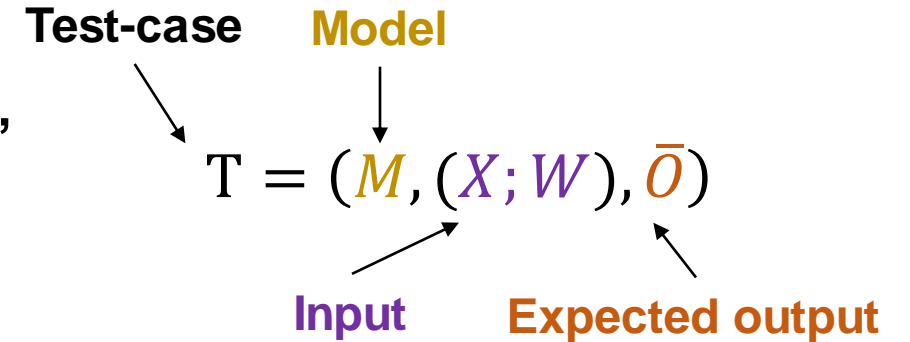 Test-case Model
,
T = (M, (X; W), Ō)
Input Expected output